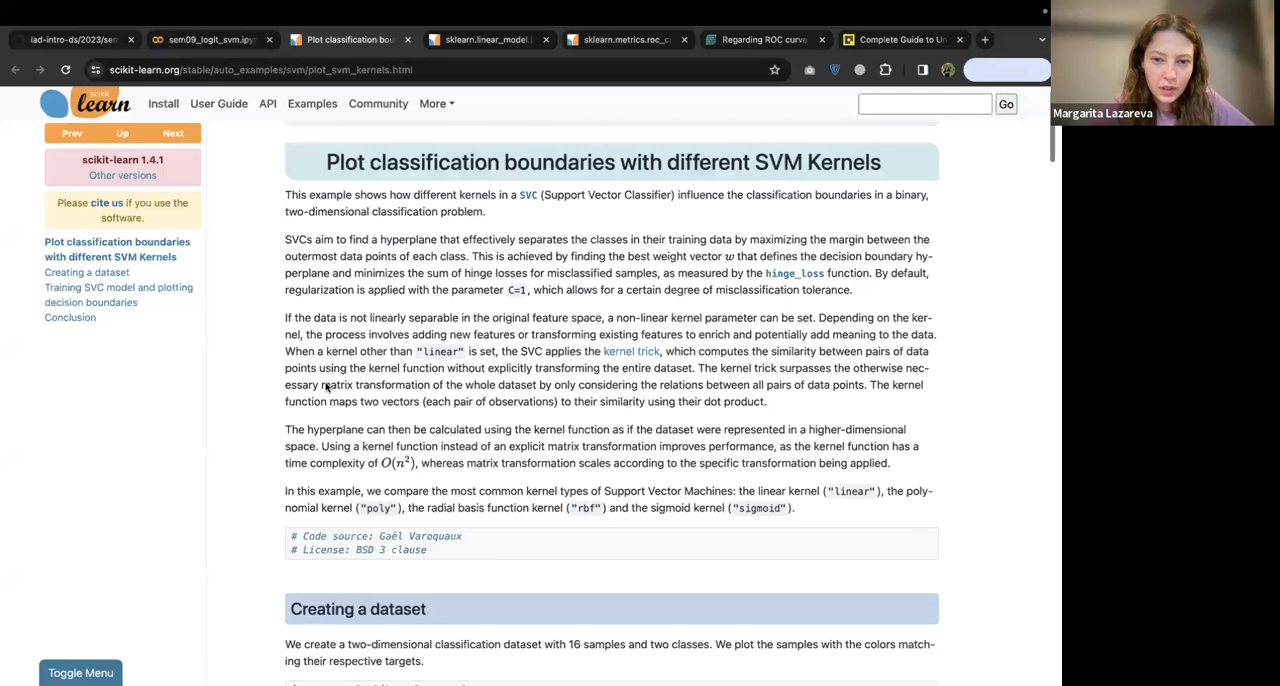 iad-intro-ds/2023/sem
sem09_logit_svm.ipy
Plot classification bou
sklearn.linear_model.l
sklearn.metrics.roc_c
Regarding ROC curve
Complete Guide to Un
scikit-learn.org/stable/auto_examples/svm/plot_svm_kernels.html
scikit
learn
Install
User Guide
API
Examples
Community
More
Go
Prev
Up
Next
scikit-learn 1.4.1
Other versions
Please cite us if you use the
software.
Plot classification boundaries
with different SVM Kernels
Creating a dataset
Training SVC model and plotting
decision boundaries
Conclusion
Toggle Menu
Plot classification boundaries with different SVM Kernels
This example shows how different kernels in a SVC (Support Vector Classifier) influence the classification boundaries in a binary,
two-dimensional classification problem.
SVCs aim to find a hyperplane that effectively separates the classes in their training data by maximizing the margin between the
outermost data points of each class. This is achieved by finding the best weight vector w that defines the decision boundary hy-
perplane and minimizes the sum of hinge losses for misclassified samples, as measured by the hinge_loss function. By default,
regularization is applied with the parameter C=1, which allows for a certain degree of misclassification tolerance.
If the data is not linearly separable in the original feature space, a non-linear kernel parameter can be set. Depending on the ker-
nel, the process involves adding new features or transforming existing features to enrich and potentially add meaning to the data.
When a kernel other than "linear" is set, the SVC applies the kernel trick, which computes the similarity between pairs of data
points using the kernel function without explicitly transforming the entire dataset. The kernel trick surpasses the otherwise nec-
essary matrix transformation of the whole dataset by only considering the relations between all pairs of data points. The kernel
function maps two vectors (each pair of observations) to their similarity using their dot product.
The hyperplane can then be calculated using the kernel function as if the dataset were represented in a higher-dimensional
space. Using a kernel function instead of an explicit matrix transformation improves performance, as the kernel function has a
time complexity of O(n²), whereas matrix transformation scales according to the specific transformation being applied.
In this example, we compare the most common kernel types of Support Vector Machines: the linear kernel ("linear"), the poly-
nomial kernel ("poly"), the radial basis function kernel ("rbf") and the sigmoid kernel ("sigmoid").
# Code source: Gaël Varoquaux
# License: BSD 3 clause
Creating a dataset
We create a two-dimensional classification dataset with 16 samples and two classes. We plot the samples with the colors match-
ing their respective targets.
Margarita Lazareva